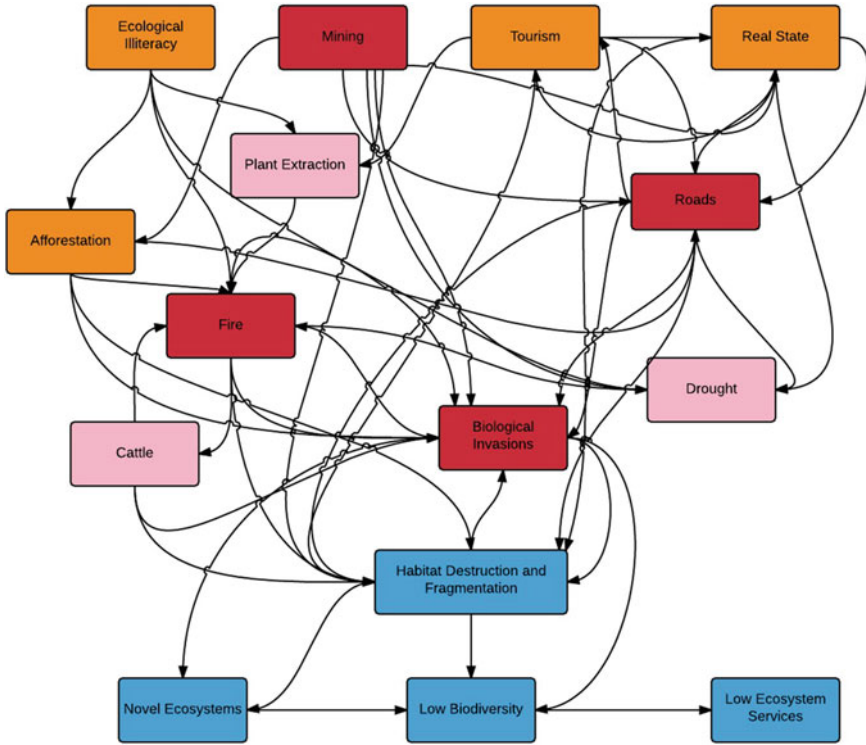 Ecological
Illiteracy
Mining
Tourism
Real State
Plant Extraction
Roads
Afforestation
Fire
Drought
Biological
Invasions
Cattle
Habitat Destruction and
Fragmentation
Novel Ecosystems
Low Biodiversity
Low Ecosystem
Services